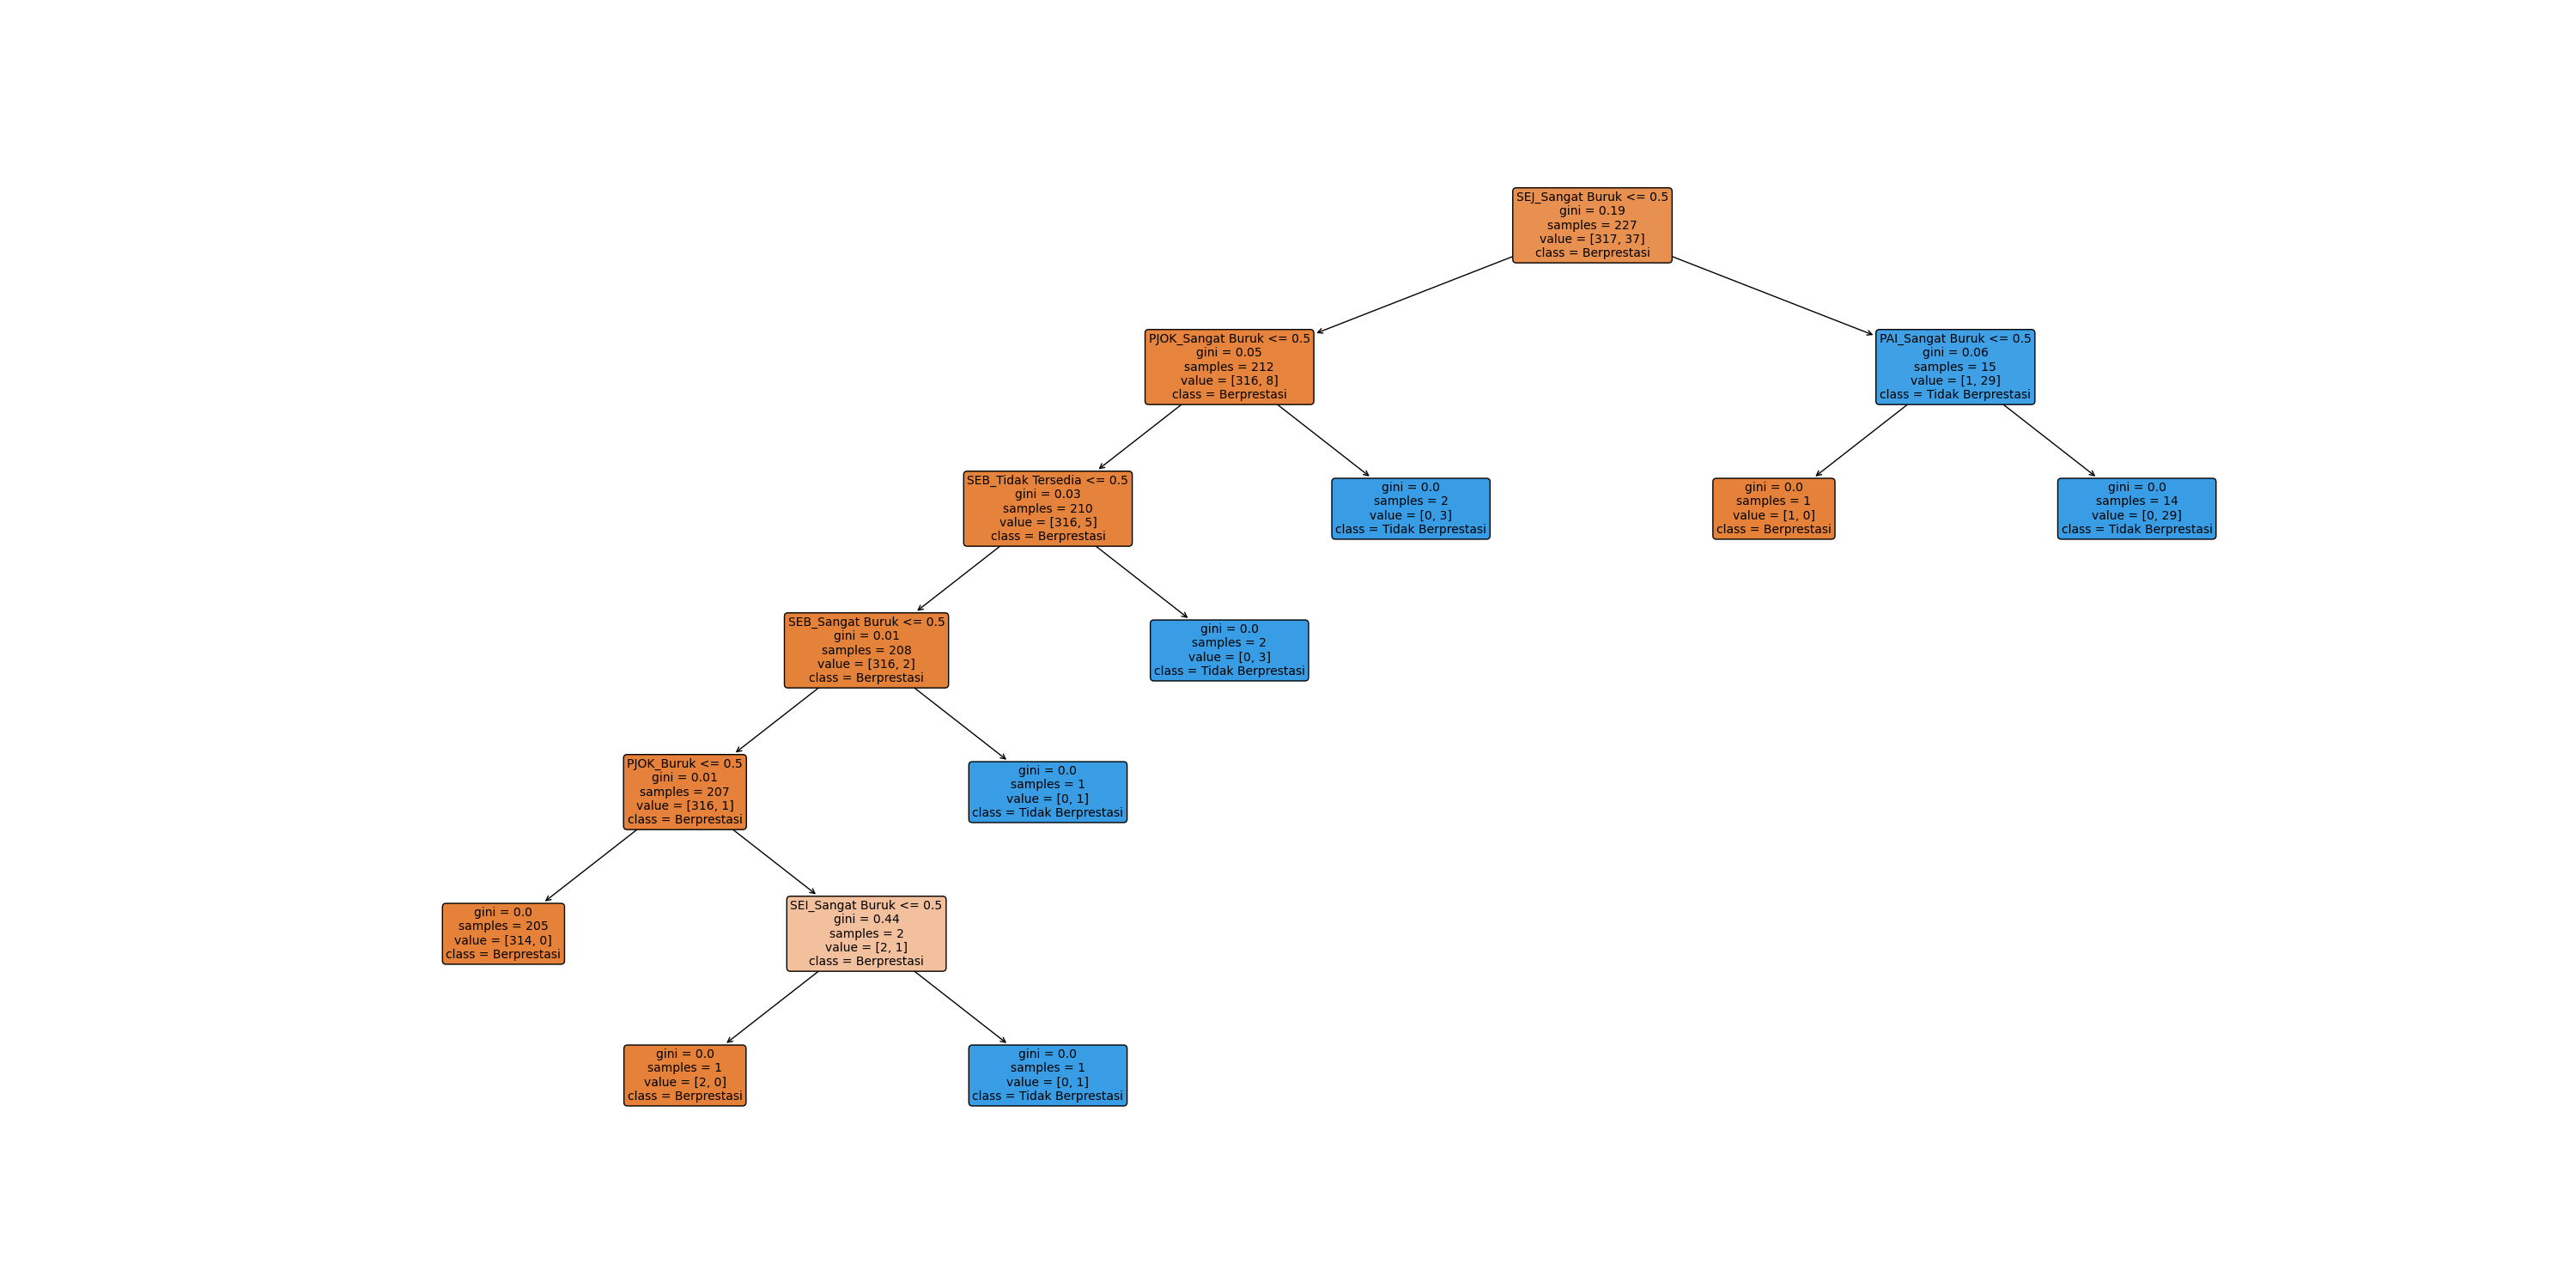 SEJ_Sangat Buruk <= 0.5
gini = 0.19
samples = 227
value = [317, 37]
class = Berprestasi
PJOK_Sangat Buruk <= 0.5
gini = 0.05
samples = 212
value = [316, 8]
class = Berprestasi
PAI_Sangat Buruk <= 0.5
gini = 0.06
samples = 15
value = [1, 29]
class = Tidak Berprestasi
SEB_Tidak Tersedia <= 0.5
gini = 0.03
samples = 210
value = [316, 5]
class = Berprestasi
gini = 0.0
samples = 2
value = [0, 3]
class = Tidak Berprestasi
gini = 0.0
samples = 1
value = [1, 0]
class = Berprestasi
gini = 0.0
samples = 14
value = [0, 29]
class = Tidak Berprestasi
SEB_Sangat Buruk <= 0.5
gini = 0.01
samples = 208
value = [316, 2]
class = Berprestasi
gini = 0.0
samples = 2
value = [0, 3]
class = Tidak Berprestasi
PJOK_Buruk <= 0.5
gini = 0.01
samples = 207
value = [316, 1]
class = Berprestasi
gini = 0.0
samples = 1
value = [0, 1]
class = Tidak Berprestasi
gini = 0.0
samples = 205
value = [314, 0]
class = Berprestasi
SEI_Sangat Buruk <= 0.5
gini = 0.44
samples = 2
value = [2, 1]
class = Berprestasi
gini = 0.0
samples = 1
value = [2, 0]
class = Berprestasi
gini = 0.0
samples = 1
value = [0, 1]
class = Tidak Berprestasi